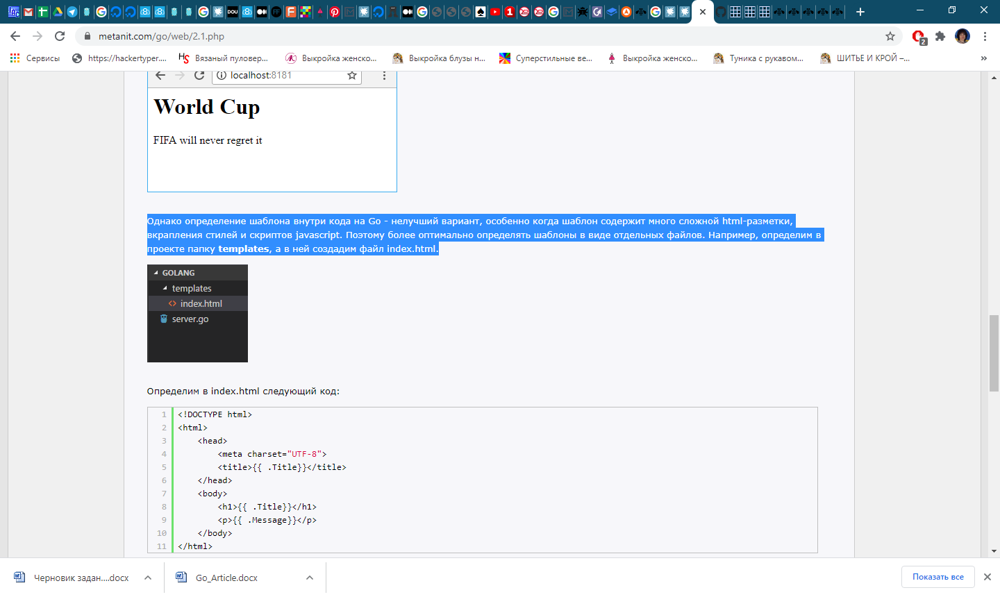 DOU
FF
metanit.com/go/web/2.1.php
2
Сервисы
https://hackertyper....
Вязаный пуловер...
Выкройка женско...
Выкройка блузы н...
Суперстильные ве...
Выкройка женско...
Туника с рукавом...
ШИТЬЕ И КРОЙ –...
»
localhost:8181
World Cup
FIFA will never regret it
Однако определение шаблона внутри кода на Go - нелучший вариант, особенно когда шаблон содержит много сложной html-разметки,
вкрапления стилей и скриптов javascript. Поэтому более оптимально определять шаблоны в виде отдельных файлов. Например, определим в
проекте папку templates, а в ней создадим файл index.html.
GOLANG
templates
<> index.html
server.go
Определим в index.html следующий код:
1 <!DOCTYPE html>
2 <html>
3 <head>
4 <meta charset="UTF-8">
5 <title>{{ .Title}}</title>
6 </head>
7 <body>
8 <h1>{{ .Title}}</h1>
9 <p>{{ .Message}}</p>
10 </body>
11 </html>
Черновик задан....docx
Go_Article.docx
Показать все